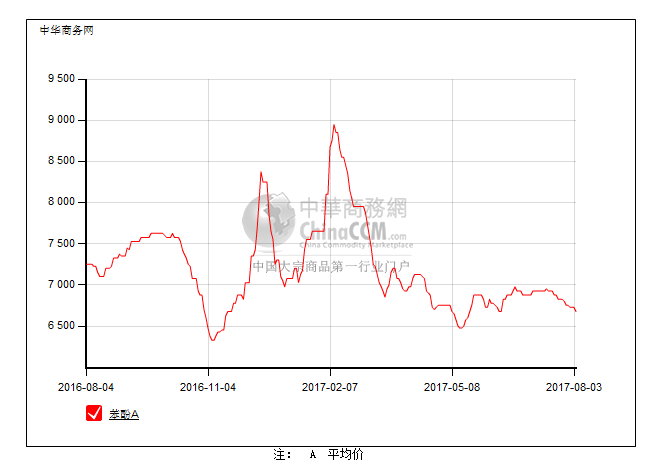 中华商务网
9 500
9 000
8 500
8 000
7 500
7 000
6 500
中華商務網
ChinaCCM.com
China Commodity Marketplace
中国大宗商品第一行业门户
2016-08-04
2016-11-04
2017-02-07
2017-05-08
2017-08-03
苯酚A
注： A 平均价